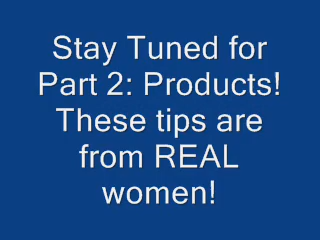 Stay Tuned for
Part 2: Products!
These tips are
from REAL
women!